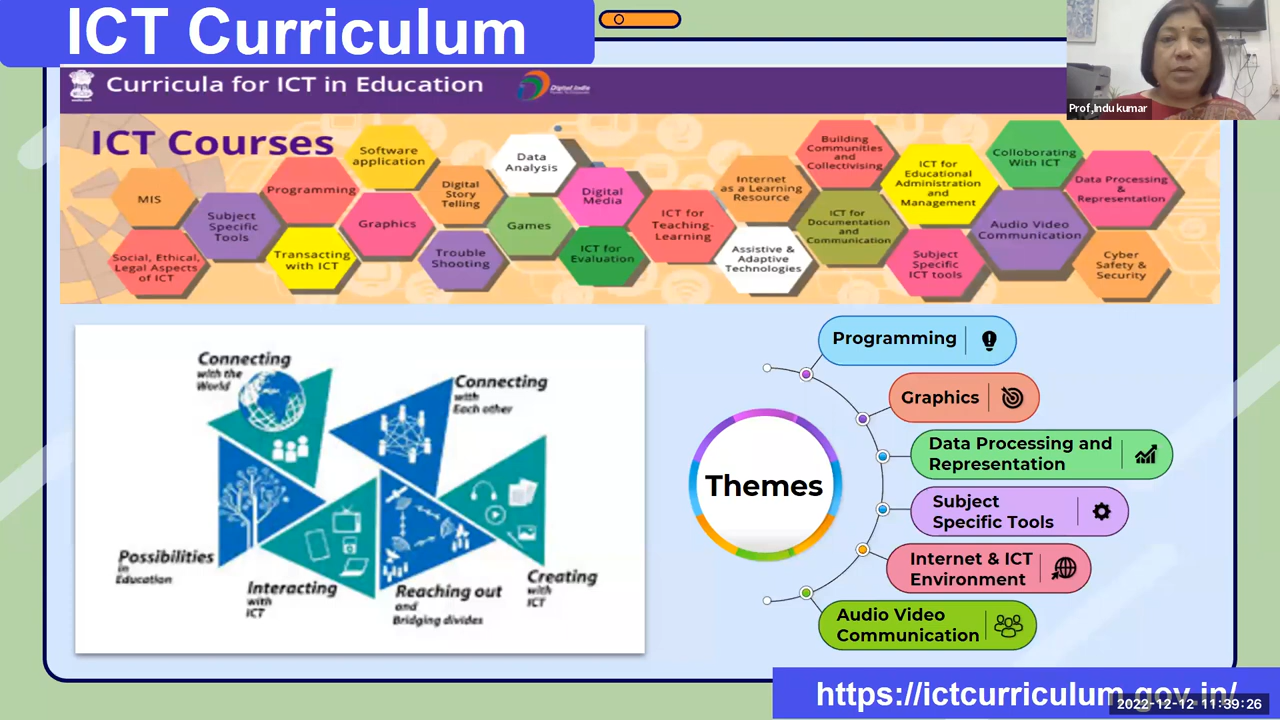 ICT Curriculum
Prof,Indu kumar
Curricula for ICT in Education
Digital India
ICT Courses
MIS
Social, Ethical,
Legal Aspects
of ICT
Subject
Specific
Tools
Programming
Transacting
with ICT
Software
application
Graphics
Digital
Story
Telling
Trouble
Shooting
Data
Analysis
Games
Digital
Media
ICT for
Evaluation
ICT for
Teaching-
Learning
Internet
as a Learning
Resource
Assistive &
Adaptive
Technologies
Building
Communities
and
Collectivising
ICT for
Documentation
and
Communication
ICT for
Educational
Administration
and
Management
Subject
Specific
ICT tools
Colloborating
With ICT
Audio Video
Communication
Data Processing
&
Representation
Cyber
Safety &
Security
Connecting
with the
World
Connecting
with
Each other
Possibilities
in
Education
Interacting
with
ICT
Reaching out
and
Bridging divides
Creating
with
ICT
Themes
Programming
Graphics
Data Processing and
Representation
Subject
Specific Tools
Internet & ICT
Environment
Audio Video
Communication
https://ictcurriculum.gov.in/
2022-12-12 11:39:26